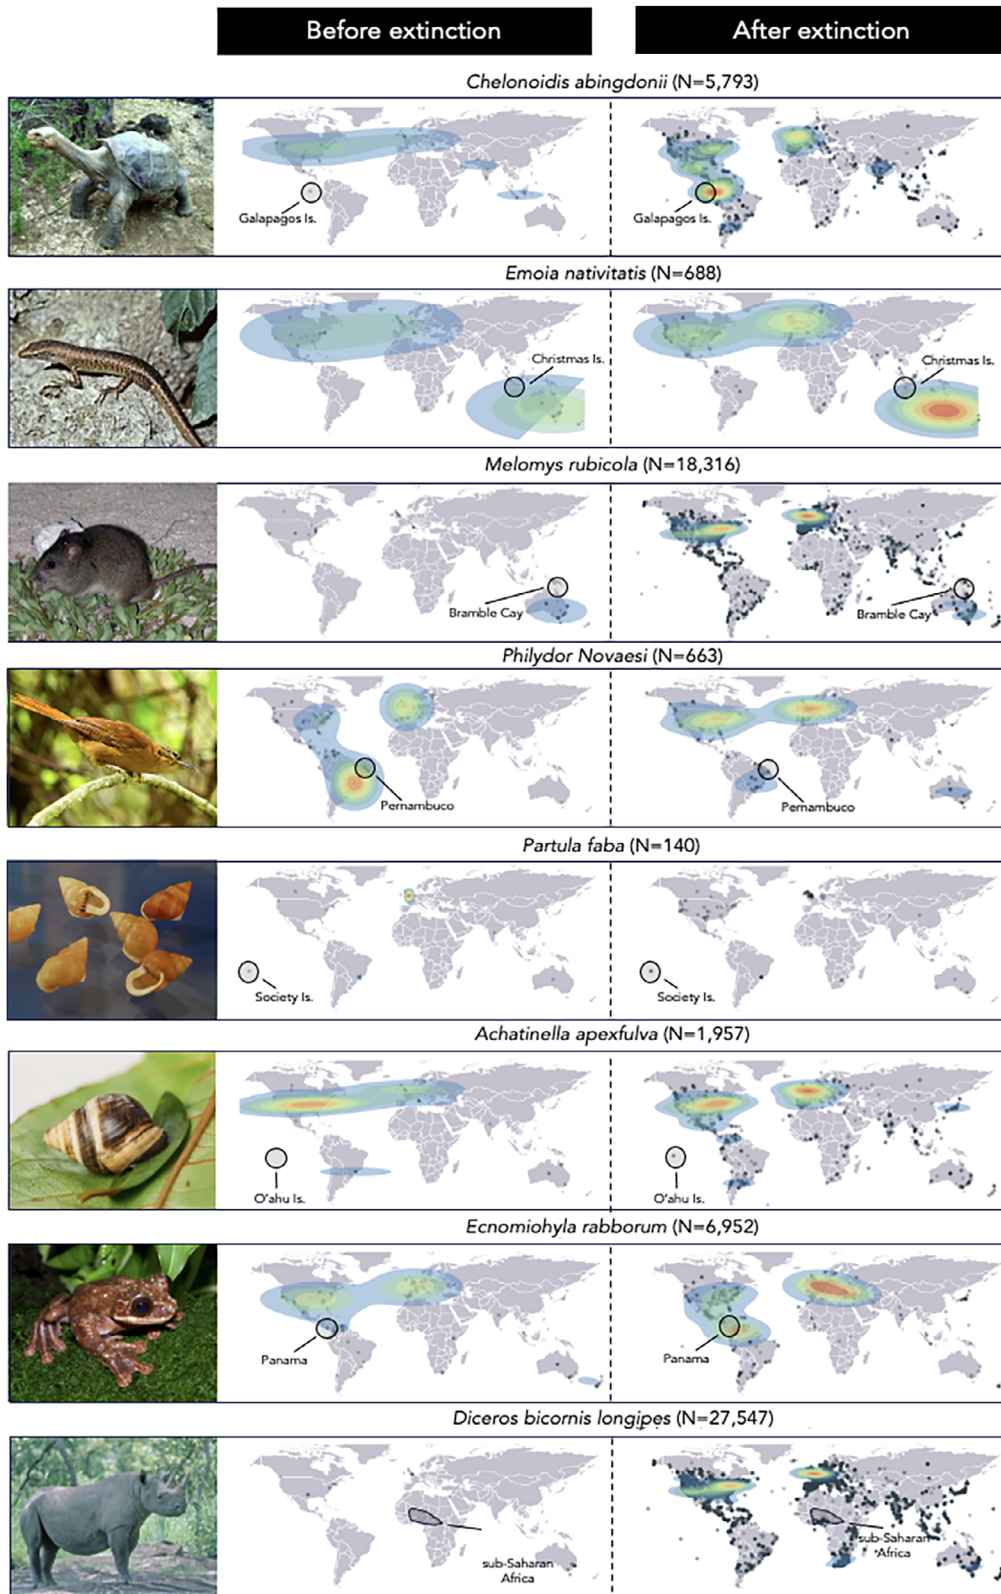 Before extinction
After extinction
Chelonoidis abingdonii (N=5,793)
Galapagos Is.
Galapagos Is.
Emoia nativitatis (N=688)
Christmas Is.
Christmas Is.
Melomys rubicola (N=18,316)
Bramble Cay
Bramble Cay
Philydor Novaesi (N=663)
Pernambuco
Pernambuco
Partula faba (N=140)
Society Is.
Society Is.
Achatinella apexfulva (N=1,957)
O'ahu Is.
O'ahu Is.
Ecnomiohyla rabborum (N=6,952)
Panama
Panama
Diceros bicornis longipes (N=27,547)
sub-Saharan
Africa
sub-Saharan
Africa